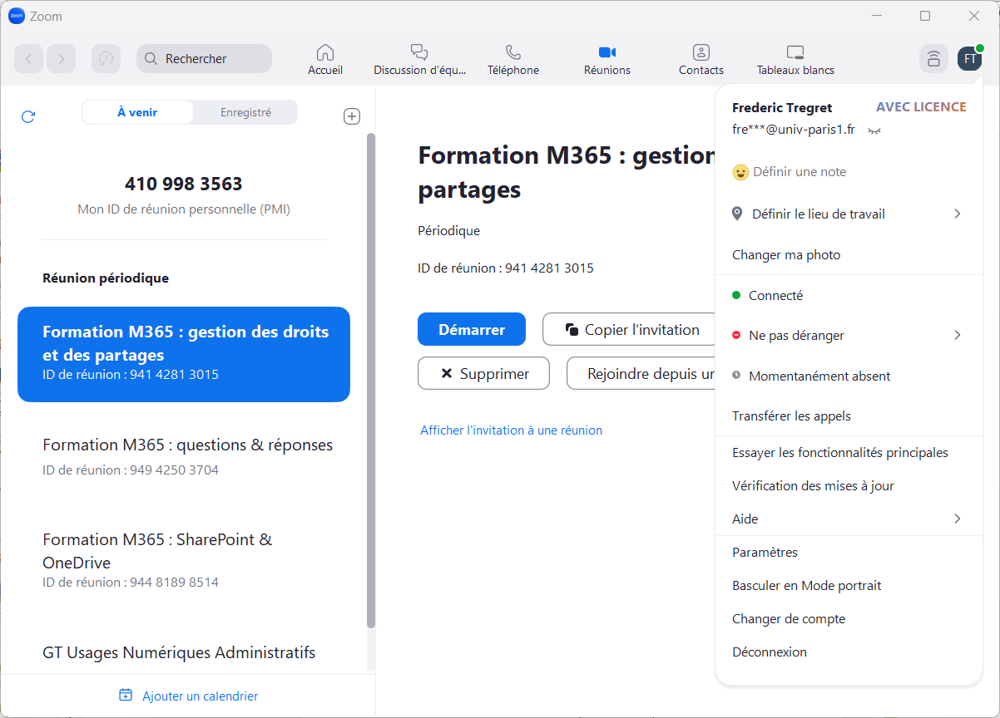 zoom
Zoom
Rechercher
Accueil
Discussion d'équ...
Téléphone
Réunions
Contacts
Tableaux blancs
FT
À venir
Enregistré
410 998 3563
Mon ID de réunion personnelle (PMI)
Réunion périodique
Formation M365 : gestion des droits
et des partages
ID de réunion : 941 4281 3015
Formation M365 : questions & réponses
ID de réunion : 949 4250 3704
Formation M365 : SharePoint &
OneDrive
ID de réunion : 944 8189 8514
GT Usages Numériques Administratifs
Ajouter un calendrier
Formation M365 : gestion
partages
Périodique
ID de réunion : 941 4281 3015
Démarrer
Copier l'invitation
Supprimer
Rejoindre depuis un
Afficher l'invitation à une réunion
Frederic Tregret
AVEC LICENCE
fre***@univ-paris1.fr
Définir une note
Définir le lieu de travail
Changer ma photo
Connecté
Ne pas déranger
Momentanément absent
Transférer les appels
Essayer les fonctionnalités principales
Vérification des mises à jour
Aide
Paramètres
Basculer en Mode portrait
Changer de compte
Déconnexion